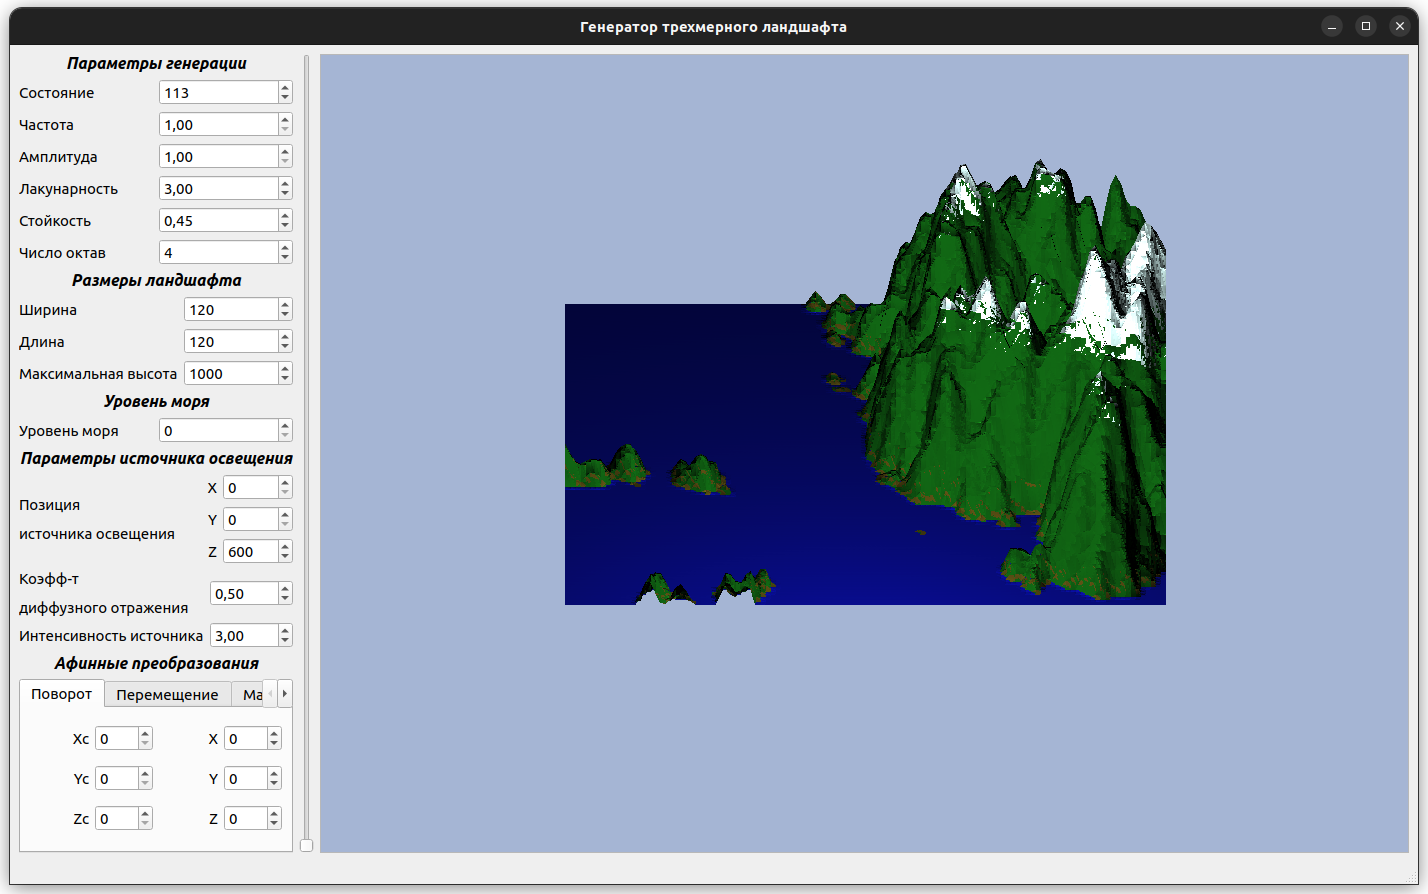 Генератор трехмерного ландшафта
Параметры генерации
Состояние 113
Частота 1,00
Амплитуда 1,00
Лакунарность 3,00
Стойкость 0,45
Число октав 4
Размеры ландшафта
Ширина 120
Длина 120
Максимальная высота 1000
Уровень моря
Уровень моря 0
Параметры источника освещения
X 0
Позиция
Y 0
источника освещения
Z 600
Коэфф-т
0,50
диффузного отражения
Интенсивность источника 3,00
Афинные преобразования
Поворот Перемещение Ма
Xc 0 X 0
Yc 0 Y 0
Zc 0 Z 0